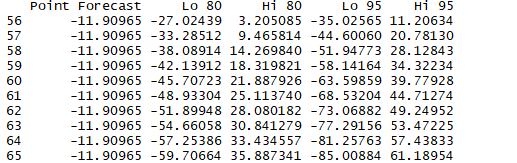 Point Forecast Lo 80 Hi 80 Lo 95 Hi 95
56 -11.90965 -27.02439 3.205085 -35.02565 11.20634
57 -11.90965 -33.28512 9.465814 -44.60060 20.78130
58 -11.90965 -38.08914 14.269840 -51.94773 28.12843
59 -11.90965 -42.13912 18.319821 -58.14164 34.32234
60 -11.90965 -45.70723 21.887926 -63.59859 39.77928
61 -11.90965 -48.93304 25.113740 -68.53204 44.71274
62 -11.90965 -51.89948 28.080182 -73.06882 49.24952
63 -11.90965 -54.66058 30.841279 -77.29156 53.47225
64 -11.90965 -57.25386 33.434557 -81.25763 57.43833
65 -11.90965 -59.70664 35.887341 -85.00884 61.18954